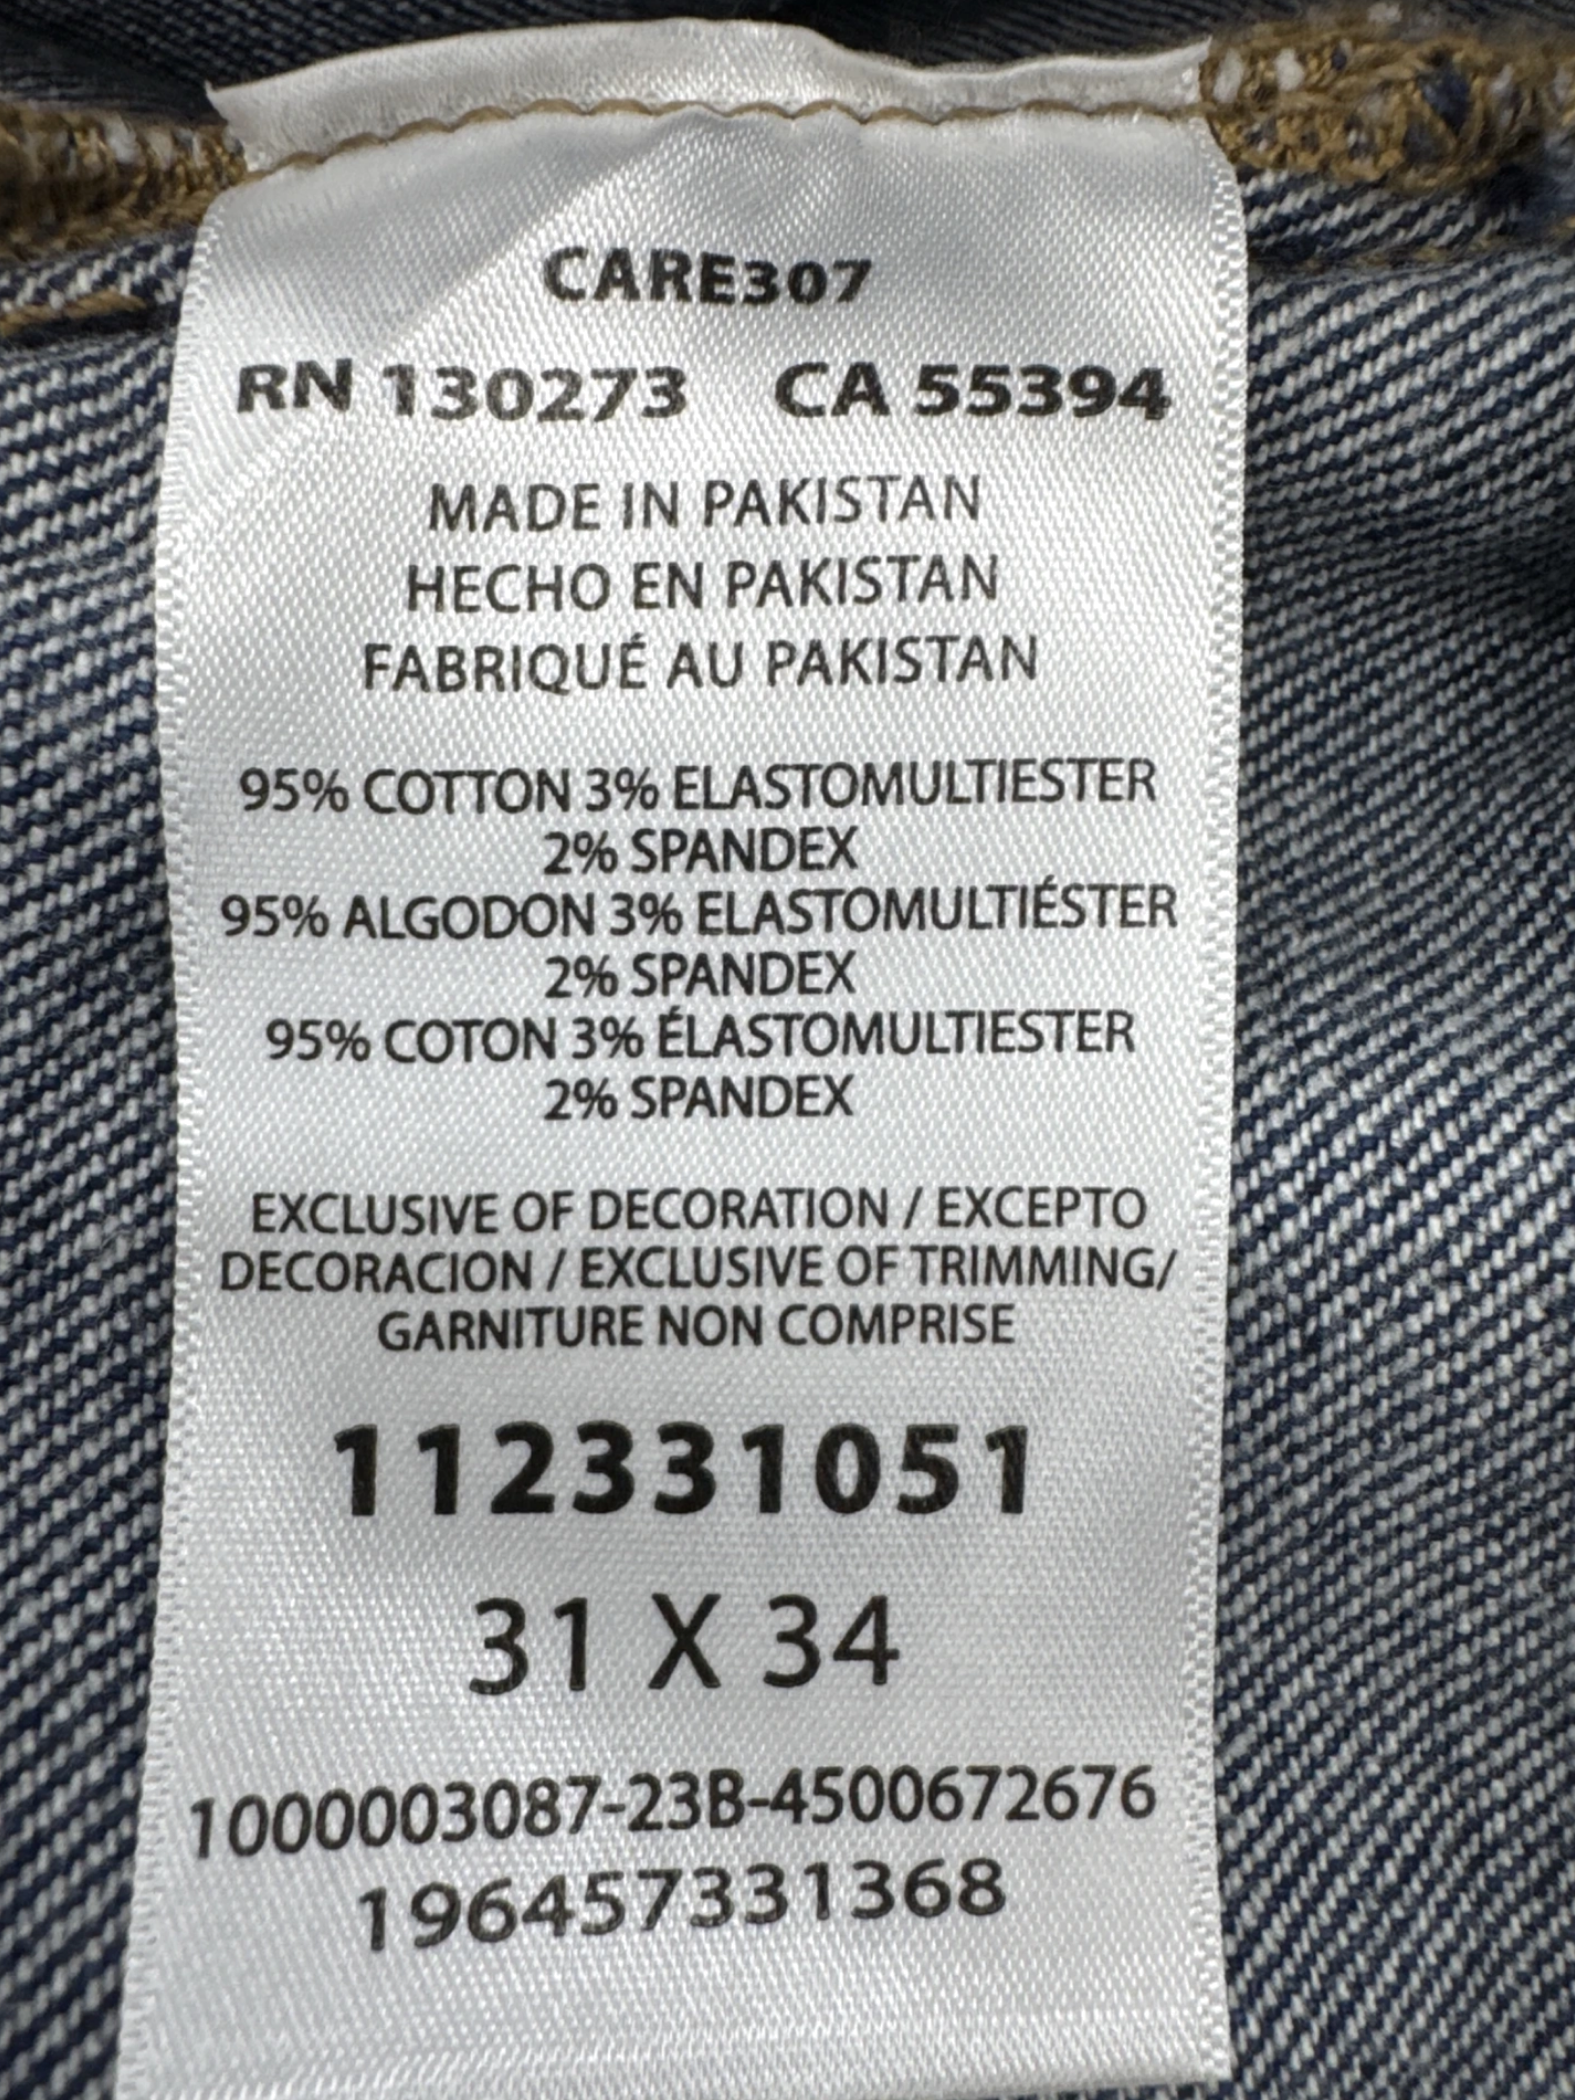 CARE307
RN 130273 CA 55394
MADE IN PAKISTAN
HECHO EN PAKISTAN
FABRIQUÉ AU PAKISTAN
95% COTTON 3% ELASTOMULTIESTER
2% SPANDEX
95% ALGODON 3% ELASTOMULTIÉSTER
2% SPANDEX
95% COTON 3% ÉLASTOMULTIESTER
2% SPANDEX
EXCLUSIVE OF DECORATION / EXCEPTO
DECORACION / EXCLUSIVE OF TRIMMING/
GARNITURE NON COMPRISE
112331051
31 X 34
1000003087-23B-4500672676
196457331368